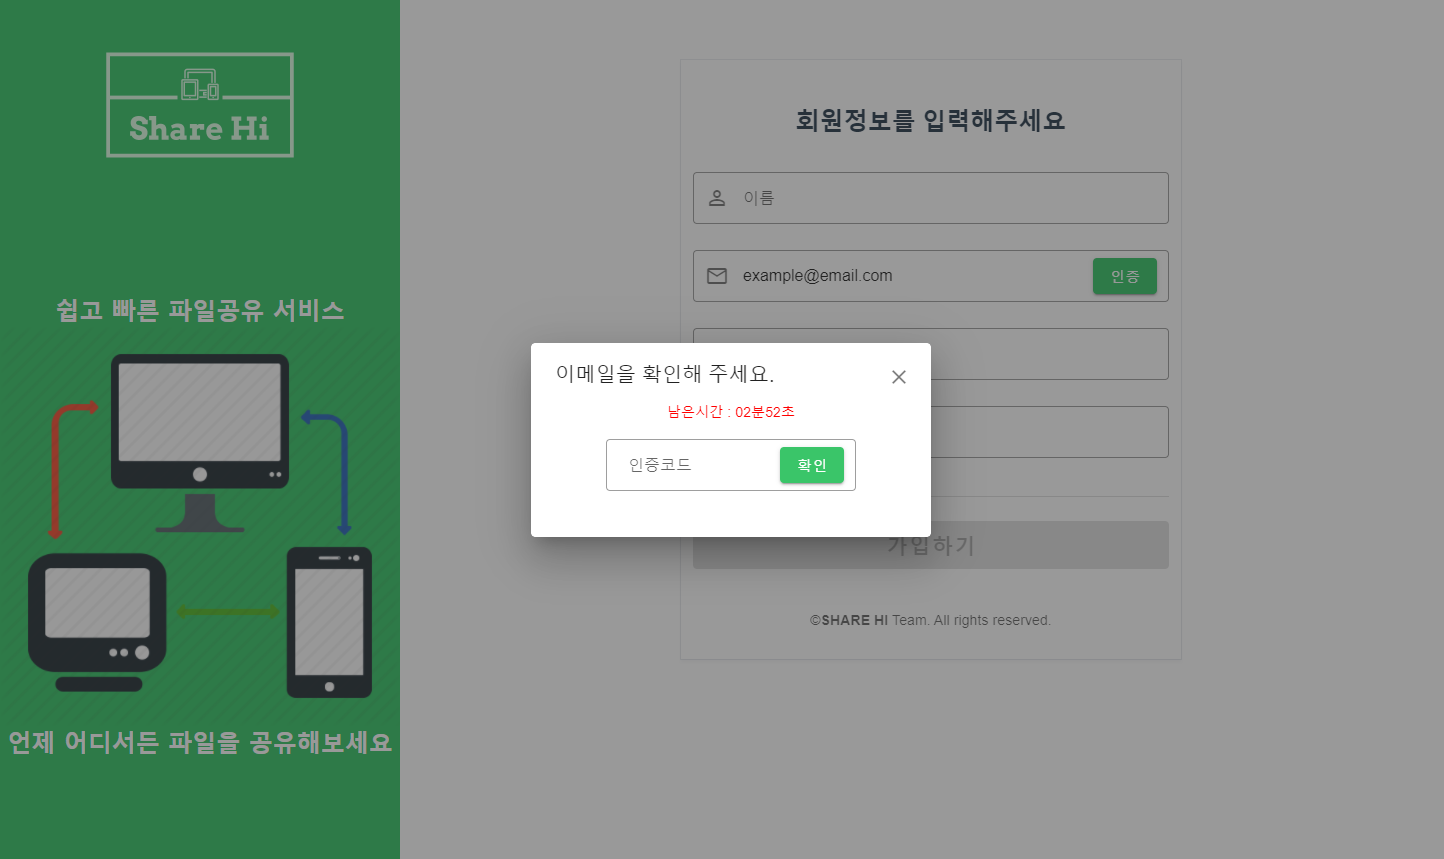 Share Hi
쉽고 빠른 파일공유 서비스
언제 어디서든 파일을 공유해보세요
회원정보를 입력해주세요
이름
example@email.com
인증
이메일을 확인해 주세요.
남은시간 : 02분52초
인증코드
확인
가입하기
©SHARE HI Team. All rights reserved.